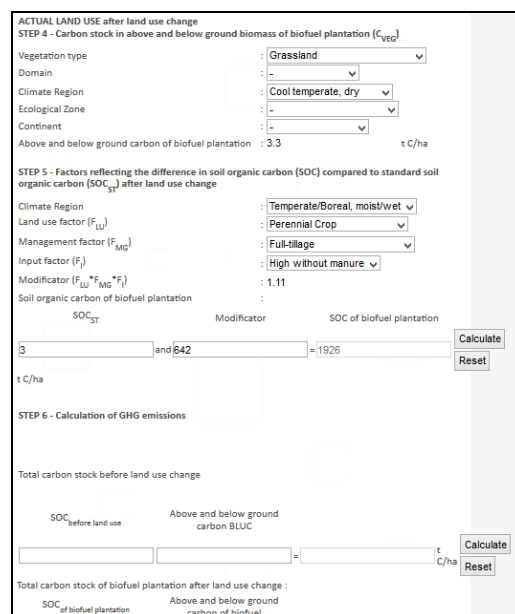 ACTUAL LAND USE after land use change
STEP 4 - Carbon stock in above and below ground biomass of biofuel plantation (CVEG)
Vegetation type : Grassland
Domain : -
Climate Region : Cool temperate, dry
Ecological Zone : -
Continent : -
Above and below ground carbon of biofuel plantation : 3.3 t C/ha
STEP 5 - Factors reflecting the difference in soil organic carbon (SOC) compared to standard soil
organic carbon (SOCST) after land use change
Climate Region : Temperate/Boreal, moist/wet
Land use factor (FLU) : Perennial Crop
Management factor (FMG) : Full-tillage
Input factor (FI) : High without manure
Modificator (FLU*FMG*FI) : 1.11
Soil organic carbon of biofuel plantation :
SOCST Modificator SOC of biofuel plantation
3 and 642 = 1926 Calculate
Reset
t C/ha
STEP 6 - Calculation of GHG emissions
Total carbon stock before land use change
SOCbefore land use Above and below ground
carbon BLUC
= t C/ha Calculate
Reset
Total carbon stock of biofuel plantation after land use change :
SOCof biofuel plantation Above and below ground
carbon of biofuel